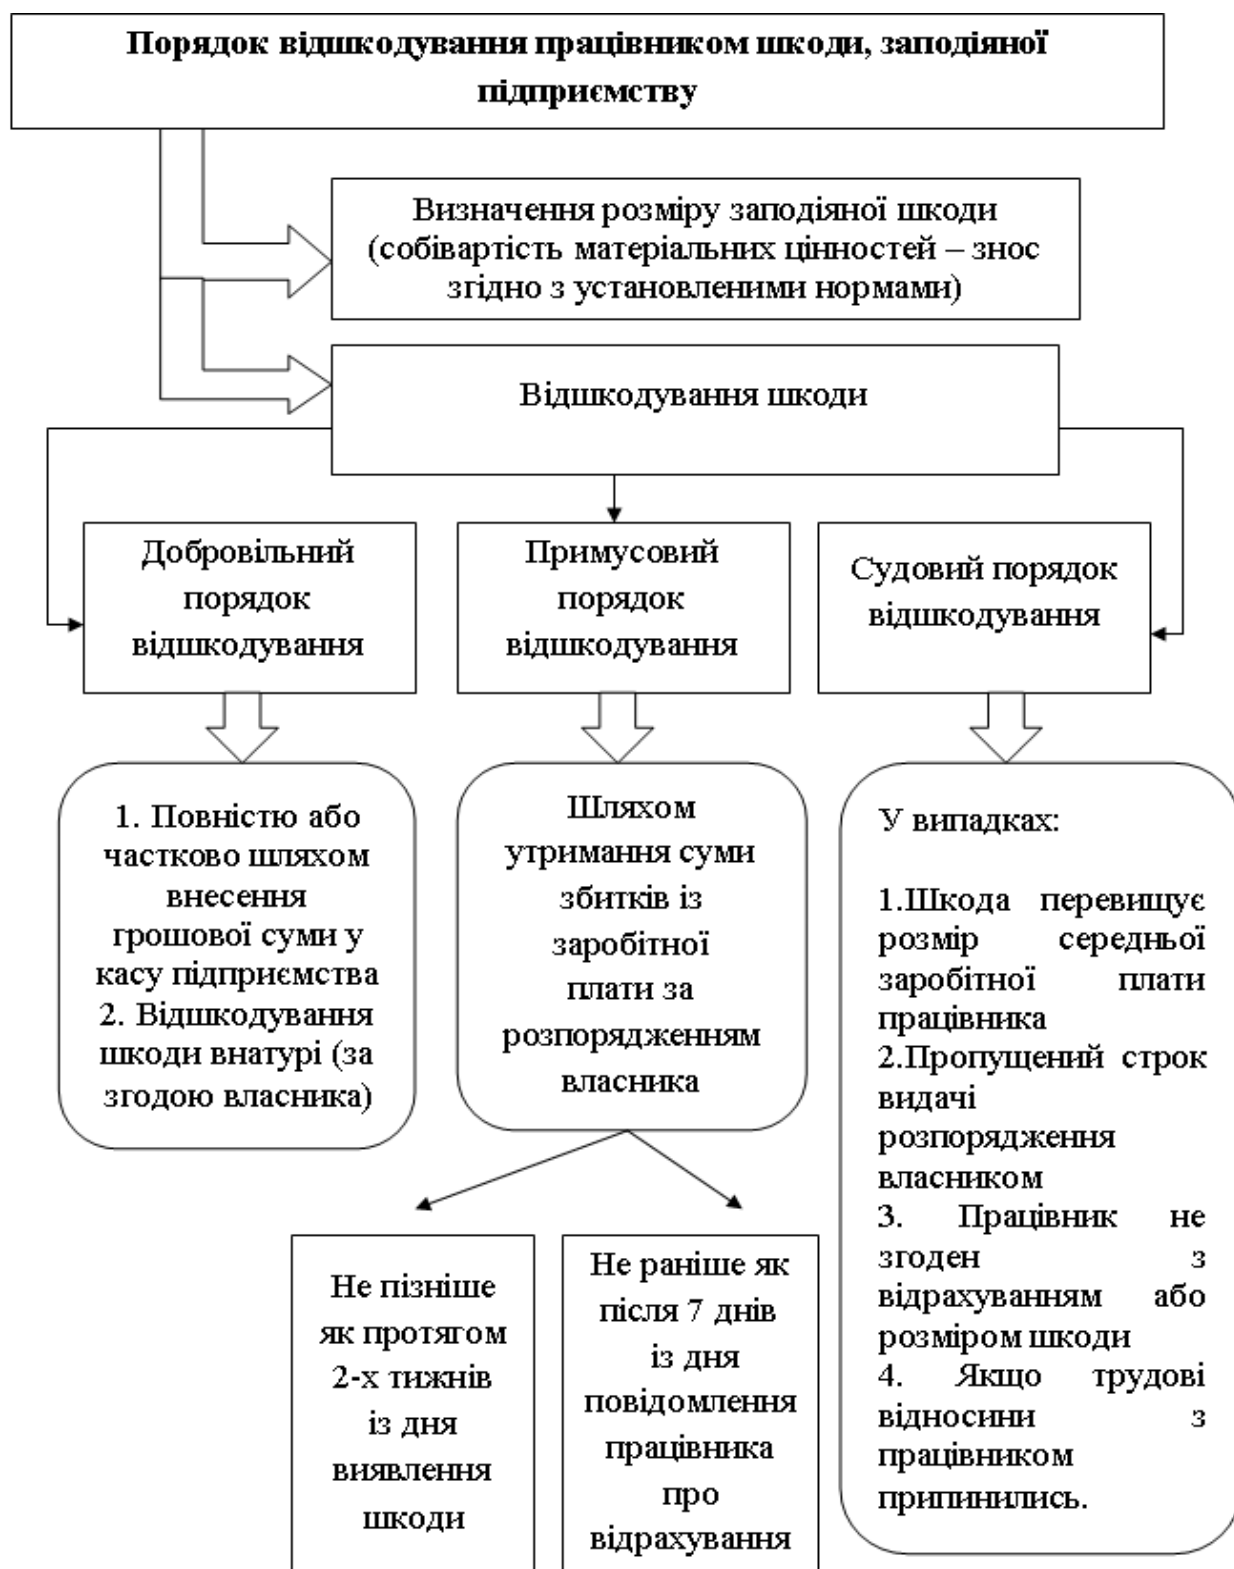 Порядок відшкодування працівником шкоди, заподіяної
підприємству
Визначення розміру заподіяної шкоди
(собівартість матеріальних цінностей – знос
згідно з установленими нормами)
Відшкодування шкоди
Добровільний
порядок
відшкодування
Примусовий
порядок
відшкодування
Судовий порядок
відшкодування
1. Повністю або
частково шляхом
внесення
грошової суми у
касу підприємства
2. Відшкодування
шкоди внатурі (за
згодою власника)
Шляхом
утримання суми
збитків із
заробітної
плати за
розпорядженням
власника
У випадках:
1.Шкода перевищує
розмір середньої
заробітної плати
працівника
2.Пропущений строк
видачі
розпорядження
власником
3. Працівник не
згоден з
відрахуванням або
розміром шкоди
4. Якщо трудові
відносини з
працівником
припинились.
Не пізніше
як протягом
2-х тижнів
із дня
виявлення
шкоди
Не раніше як
після 7 днів
із дня
повідомлення
працівника
про
відрахування